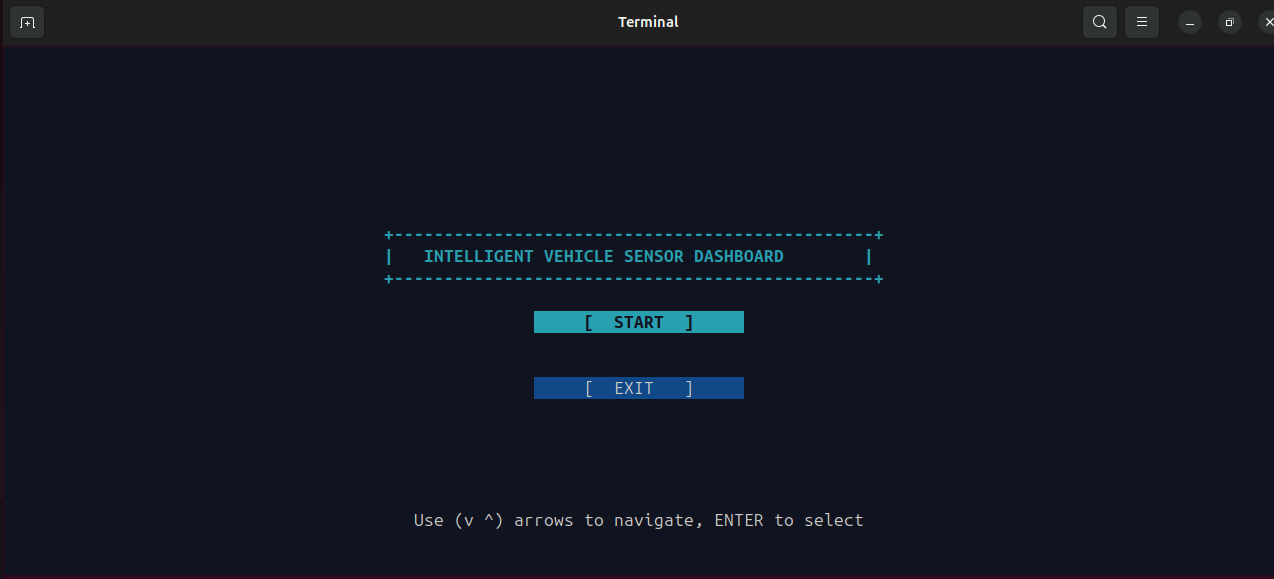 Terminal
+------------------------------------------------+
|   INTELLIGENT VEHICLE SENSOR DASHBOARD        |
+------------------------------------------------+
[  START  ]
[  EXIT   ]
Use (v ^) arrows to navigate, ENTER to select